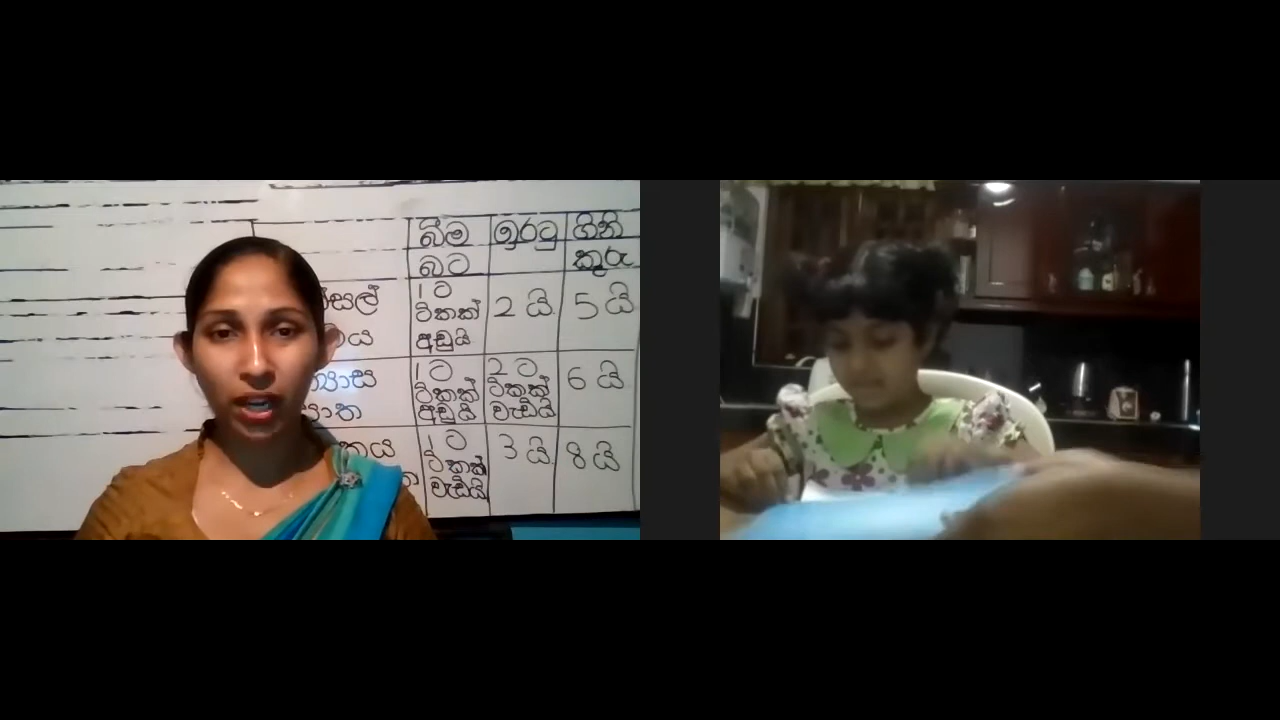 බීම ඉරටු ගිනි
බට කූරු
1 ට
ටිකක් 2 යි 5 යි
අඩුයි
1 ට 2 ට
ටිකක් ටිකක් 6 යි
අඩුයි වැඩියි
1 ට 3 යි 8 යි
ටිකක්
වැඩියි